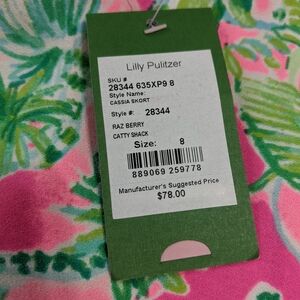 Lilly Pulitzer
SKU #
28344 635XP9 8
Style Name:
CASSIA SKORT
Style #: 28344
RAZ BERRY
CATTY SHACK
Size: 8
889069 259778
Manufacturer's Suggested Price
$78.00